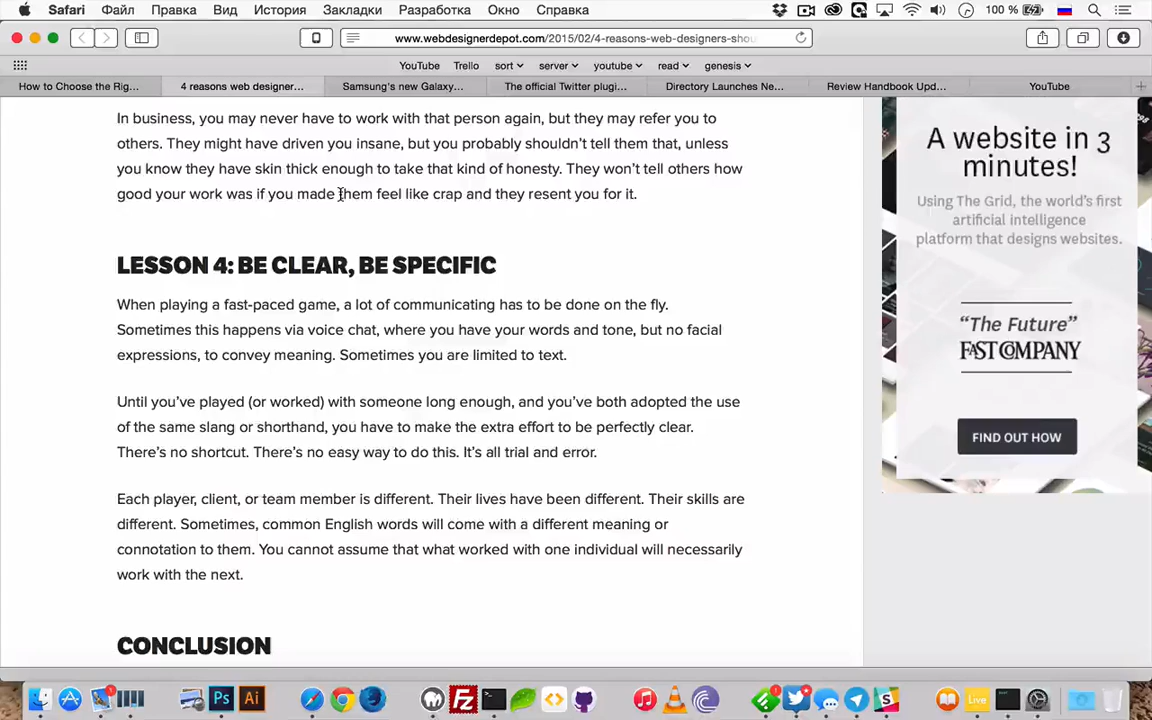 Safari Файл Правка Вид История Закладки Разработка Окно Справка 100 %
www.webdesignerdepot.com/2015/02/4-reasons-web-designers-shou
YouTube Trello sort server youtube read genesis
How to Choose the Rig... 4 reasons web designer... Samsung's new Galaxy... The official Twitter plugi... Directory Launches Ne... Review Handbook Upd... YouTube
In business, you may never have to work with that person again, but they may refer you to
others. They might have driven you insane, but you probably shouldn't tell them that, unless
you know they have skin thick enough to take that kind of honesty. They won't tell others how
good your work was if you made them feel like crap and they resent you for it.
LESSON 4: BE CLEAR, BE SPECIFIC
When playing a fast-paced game, a lot of communicating has to be done on the fly.
Sometimes this happens via voice chat, where you have your words and tone, but no facial
expressions, to convey meaning. Sometimes you are limited to text.
Until you've played (or worked) with someone long enough, and you've both adopted the use
of the same slang or shorthand, you have to make the extra effort to be perfectly clear.
There's no shortcut. There's no easy way to do this. It's all trial and error.
Each player, client, or team member is different. Their lives have been different. Their skills are
different. Sometimes, common English words will come with a different meaning or
connotation to them. You cannot assume that what worked with one individual will necessarily
work with the next.
CONCLUSION
A website in 3
minutes!
Using The Grid, the world's first
artificial intelligence
platform that designs websites.
“The Future”
FAST COMPANY
FIND OUT HOW
Ps Ai Fz Live